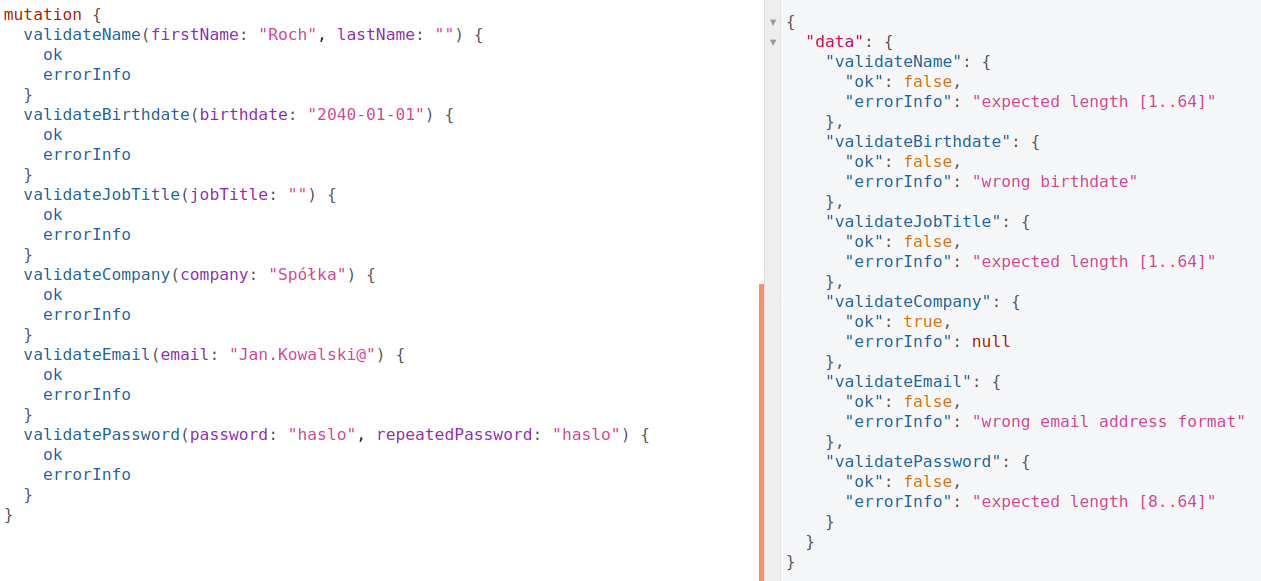 mutation {
  validateName(firstName: "Roch", lastName: "") {
    ok
    errorInfo
  }
  validateBirthdate(birthdate: "2040-01-01") {
    ok
    errorInfo
  }
  validateJobTitle(jobTitle: "") {
    ok
    errorInfo
  }
  validateCompany(company: "Spółka") {
    ok
    errorInfo
  }
  validateEmail(email: "Jan.Kowalski@") {
    ok
    errorInfo
  }
  validatePassword(password: "haslo", repeatedPassword: "haslo") {
    ok
    errorInfo
  }
}
{
  "data": {
    "validateName": {
      "ok": false,
      "errorInfo": "expected length [1..64]"
    },
    "validateBirthdate": {
      "ok": false,
      "errorInfo": "wrong birthdate"
    },
    "validateJobTitle": {
      "ok": false,
      "errorInfo": "expected length [1..64]"
    },
    "validateCompany": {
      "ok": true,
      "errorInfo": null
    },
    "validateEmail": {
      "ok": false,
      "errorInfo": "wrong email address format"
    },
    "validatePassword": {
      "ok": false,
      "errorInfo": "expected length [8..64]"
    }
  }
}